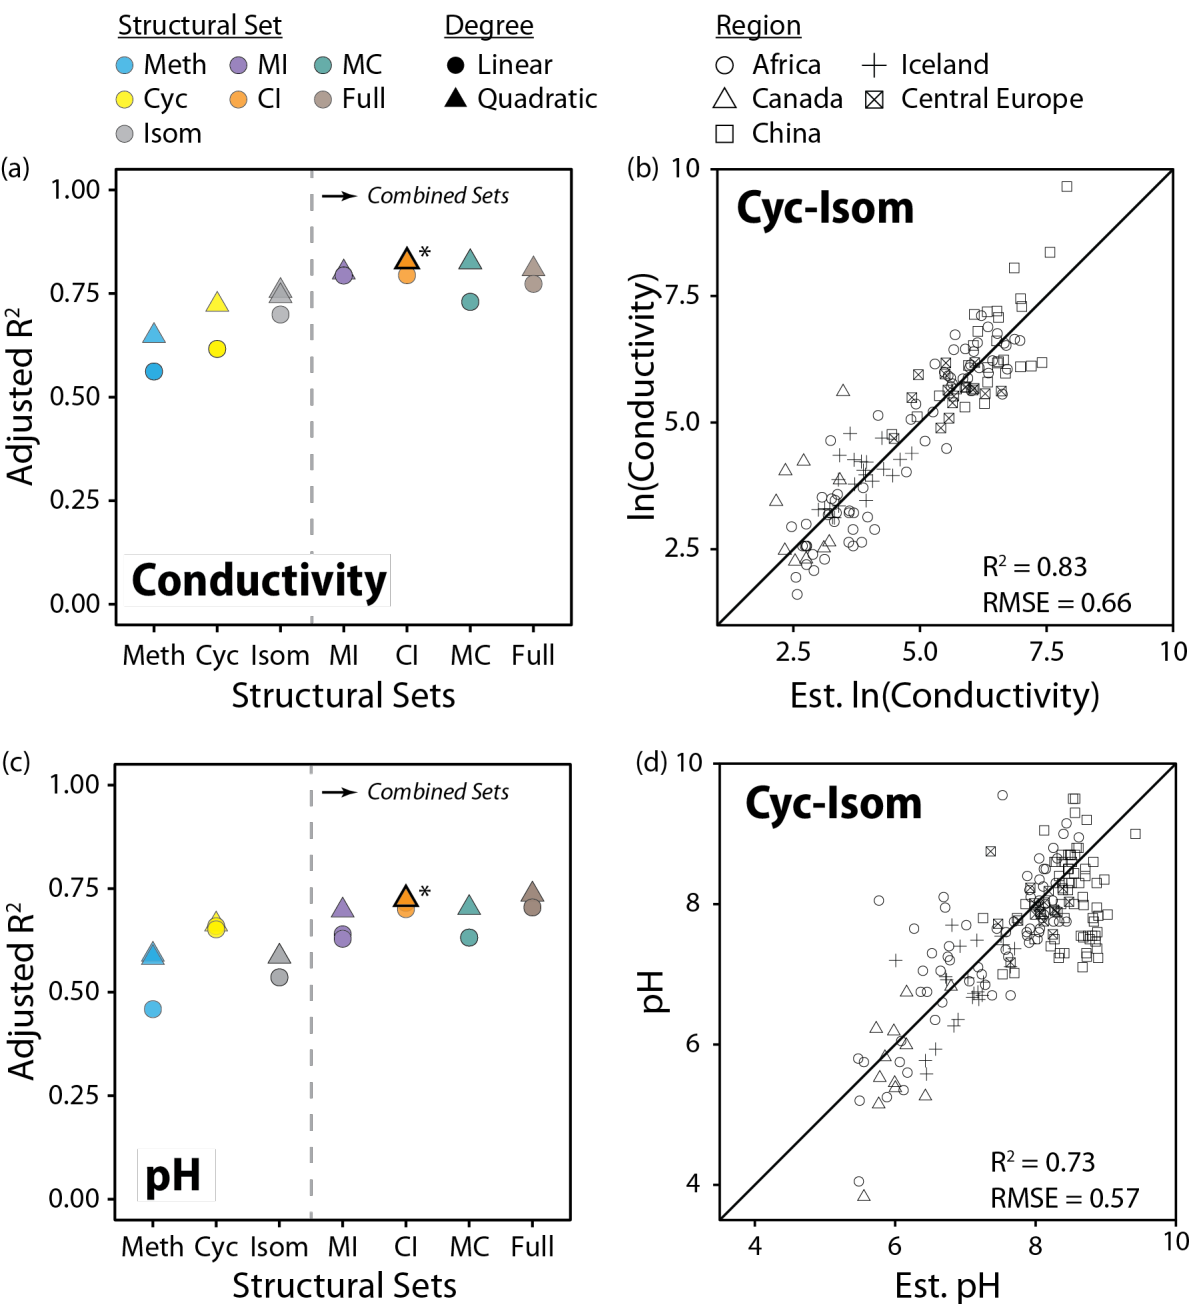 Structural Set
Meth MI MC
Cyc CI Full
Isom
Degree
Linear
Quadratic
Region
Africa Iceland
Canada Central Europe
China
(a)
Adjusted R²
1.00
0.75
0.50
0.25
0.00
Combined Sets
*
Conductivity
Meth Cyc Isom MI CI MC Full
Structural Sets
(b)
ln(Conductivity)
10
7.5
5.0
2.5
Cyc-Isom
R² = 0.83
RMSE = 0.66
2.5 5.0 7.5 10
Est. ln(Conductivity)
(c)
Adjusted R²
1.00
0.75
0.50
0.25
0.00
Combined Sets
*
pH
Meth Cyc Isom MI CI MC Full
Structural Sets
(d)
pH
10
8
6
4
Cyc-Isom
R² = 0.73
RMSE = 0.57
4 6 8 10
Est. pH